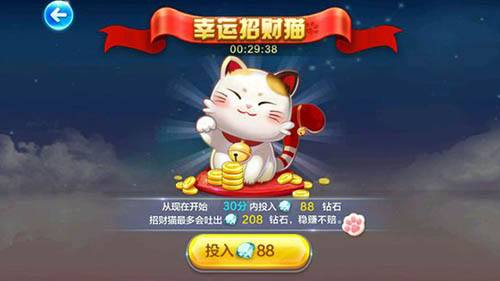 幸运招财猫
00:29:38
从现在开始 30分内投入 88 钻石
招财猫最多会吐出 208 钻石，稳赚不赔。
投入 88